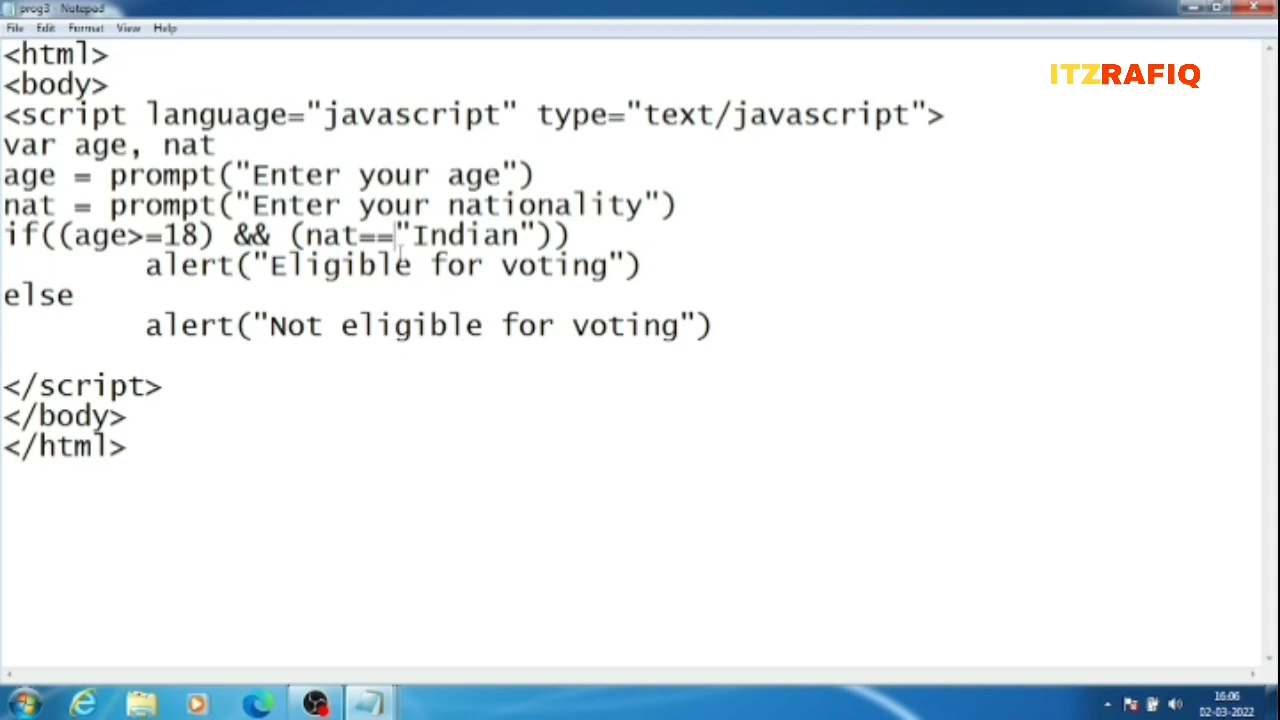 prog3 - Notepad
File Edit Format View Help
<html>
<body>
<script language="javascript" type="text/javascript">
var age, nat
age = prompt("Enter your age")
nat = prompt("Enter your nationality")
if((age>=18) && (nat=="Indian"))
alert("Eligible for voting")
else
alert("Not eligible for voting")
</script>
</body>
</html>
ITZRAFIQ
16:06
02-03-2022